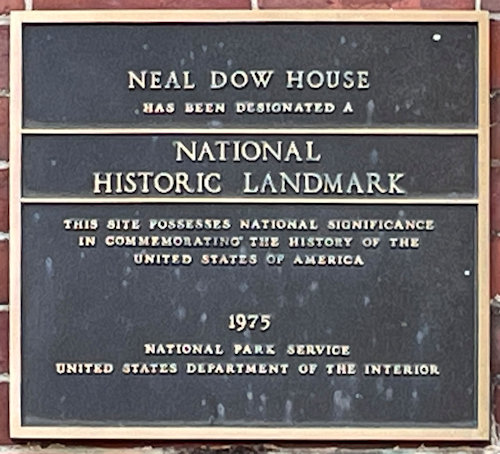 NEAL DOW HOUSE
HAS BEEN DESIGNATED A
NATIONAL
HISTORIC LANDMARK
THIS SITE POSSESSES NATIONAL SIGNIFICANCE
IN COMMEMORATING THE HISTORY OF THE
UNITED STATES OF AMERICA
1975
NATIONAL PARK SERVICE
UNITED STATES DEPARTMENT OF THE INTERIOR